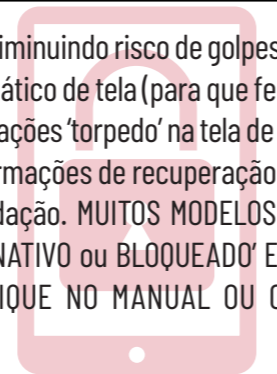 iminuindo risco de golpes
ático de tela (para que fe
ações ‘torpedo’ na tela de
rmações de recuperação
dação. MUITOS MODELOS
NATIVO ou BLOQUEADO’ E
IQUE NO MANUAL OU